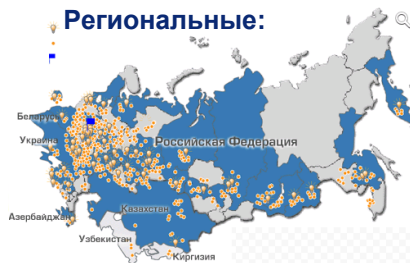 Региональные:
Беларусь
Украина
Российская Федерация
Казахстан
Азербайджан
Узбекистан
Киргизия